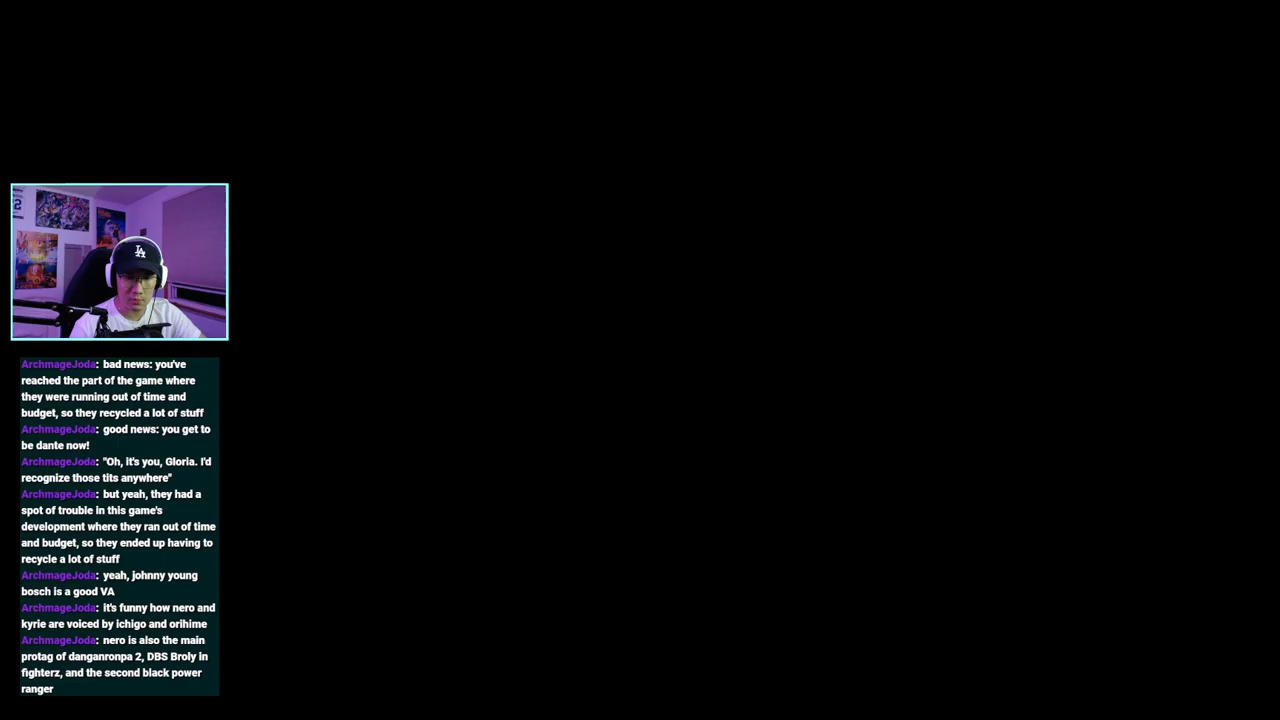 LA
ArchmageJoda: bad news: you've
reached the part of the game where
they were running out of time and
budget, so they recycled a lot of stuff
ArchmageJoda: good news: you get to
be dante now!
ArchmageJoda: "Oh, it's you, Gloria. I'd
recognize those tits anywhere"
ArchmageJoda: but yeah, they had a
spot of trouble in this game's
development where they ran out of time
and budget, so they ended up having to
recycle a lot of stuff
ArchmageJoda: yeah, johnny young
bosch is a good VA
ArchmageJoda: it's funny how nero and
kyrie are voiced by ichigo and orihime
ArchmageJoda: nero is also the main
protag of danganronpa 2, DBS Broly in
fighterz, and the second black power
ranger